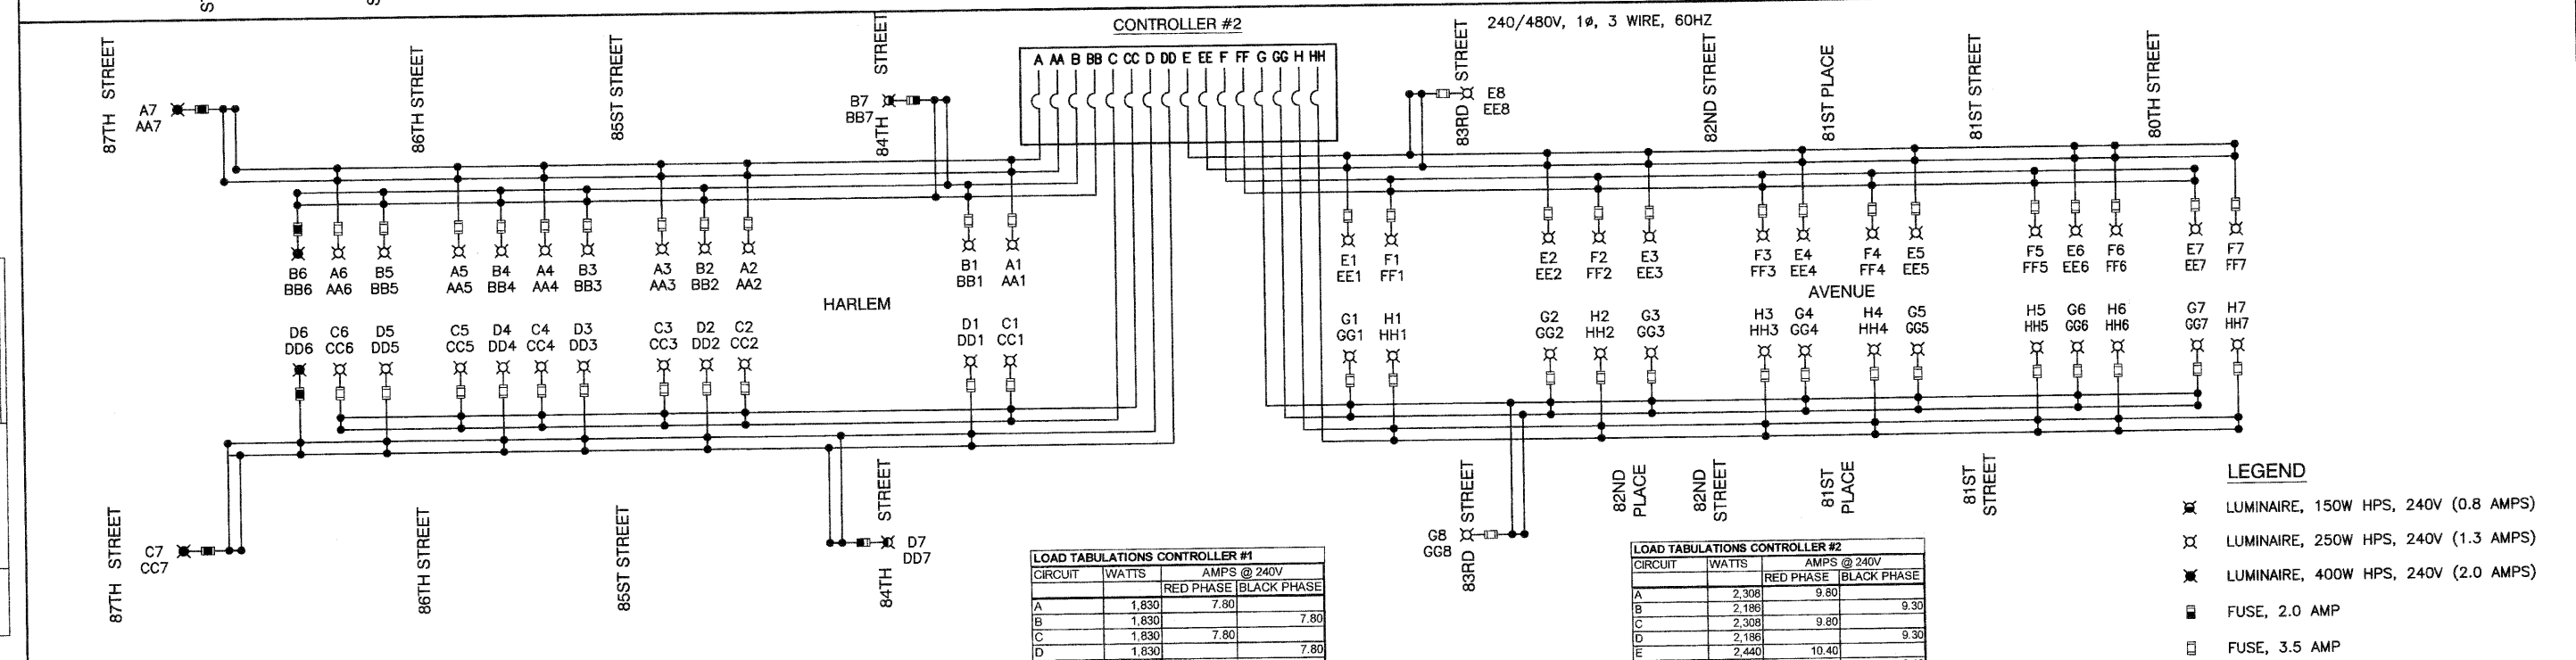 CONTROLLER #2
240/480V, 1ø, 3 WIRE, 60HZ
A AA B BB C CC D DD E EE F FF G GG H HH
87TH STREET
86TH STREET
85ST STREET
84TH STREET
83RD STREET
82ND STREET
81ST PLACE
81ST STREET
80TH STREET
A7
AA7
B7
BB7
E8
EE8
B6 A6 B5 A5 B4 A4 B3 A3 B2 A2 B1 A1
BB6 AA6 BB5 AA5 BB4 AA4 BB3 AA3 BB2 AA2 BB1 AA1
E1 F1 E2 F2 E3 F3 E4 F4 E5 F5 E6 F6 E7 F7
EE1 FF1 EE2 FF2 EE3 FF3 EE4 FF4 EE5 FF5 EE6 FF6 EE7 FF7
HARLEM
AVENUE
D6 C6 D5 C5 D4 C4 D3 C3 D2 C2 D1 C1
DD6 CC6 DD5 CC5 DD4 CC4 DD3 CC3 DD2 CC2 DD1 CC1
G1 H1 G2 H2 G3 H3 G4 H4 G5 H5 G6 H6 G7 H7
GG1 HH1 GG2 HH2 GG3 HH3 GG4 HH4 GG5 HH5 GG6 HH6 GG7 HH7
87TH STREET
86TH STREET
85ST STREET
84TH STREET
83RD STREET
82ND PLACE
82ND STREET
81ST PLACE
81ST STREET
C7
CC7
D7
DD7
G8
GG8
LOAD TABULATIONS CONTROLLER #1
CIRCUIT WATTS AMPS @ 240V
RED PHASE BLACK PHASE
A 1,830 7.80
B 1,830 7.80
C 1,830 7.80
D 1,830 7.80
LOAD TABULATIONS CONTROLLER #2
CIRCUIT WATTS AMPS @ 240V
RED PHASE BLACK PHASE
A 2,308 9.80
B 2,186 9.30
C 2,308 9.80
D 2,186 9.30
E 2,440 10.40
LEGEND
LUMINAIRE, 150W HPS, 240V (0.8 AMPS)
LUMINAIRE, 250W HPS, 240V (1.3 AMPS)
LUMINAIRE, 400W HPS, 240V (2.0 AMPS)
FUSE, 2.0 AMP
FUSE, 3.5 AMP